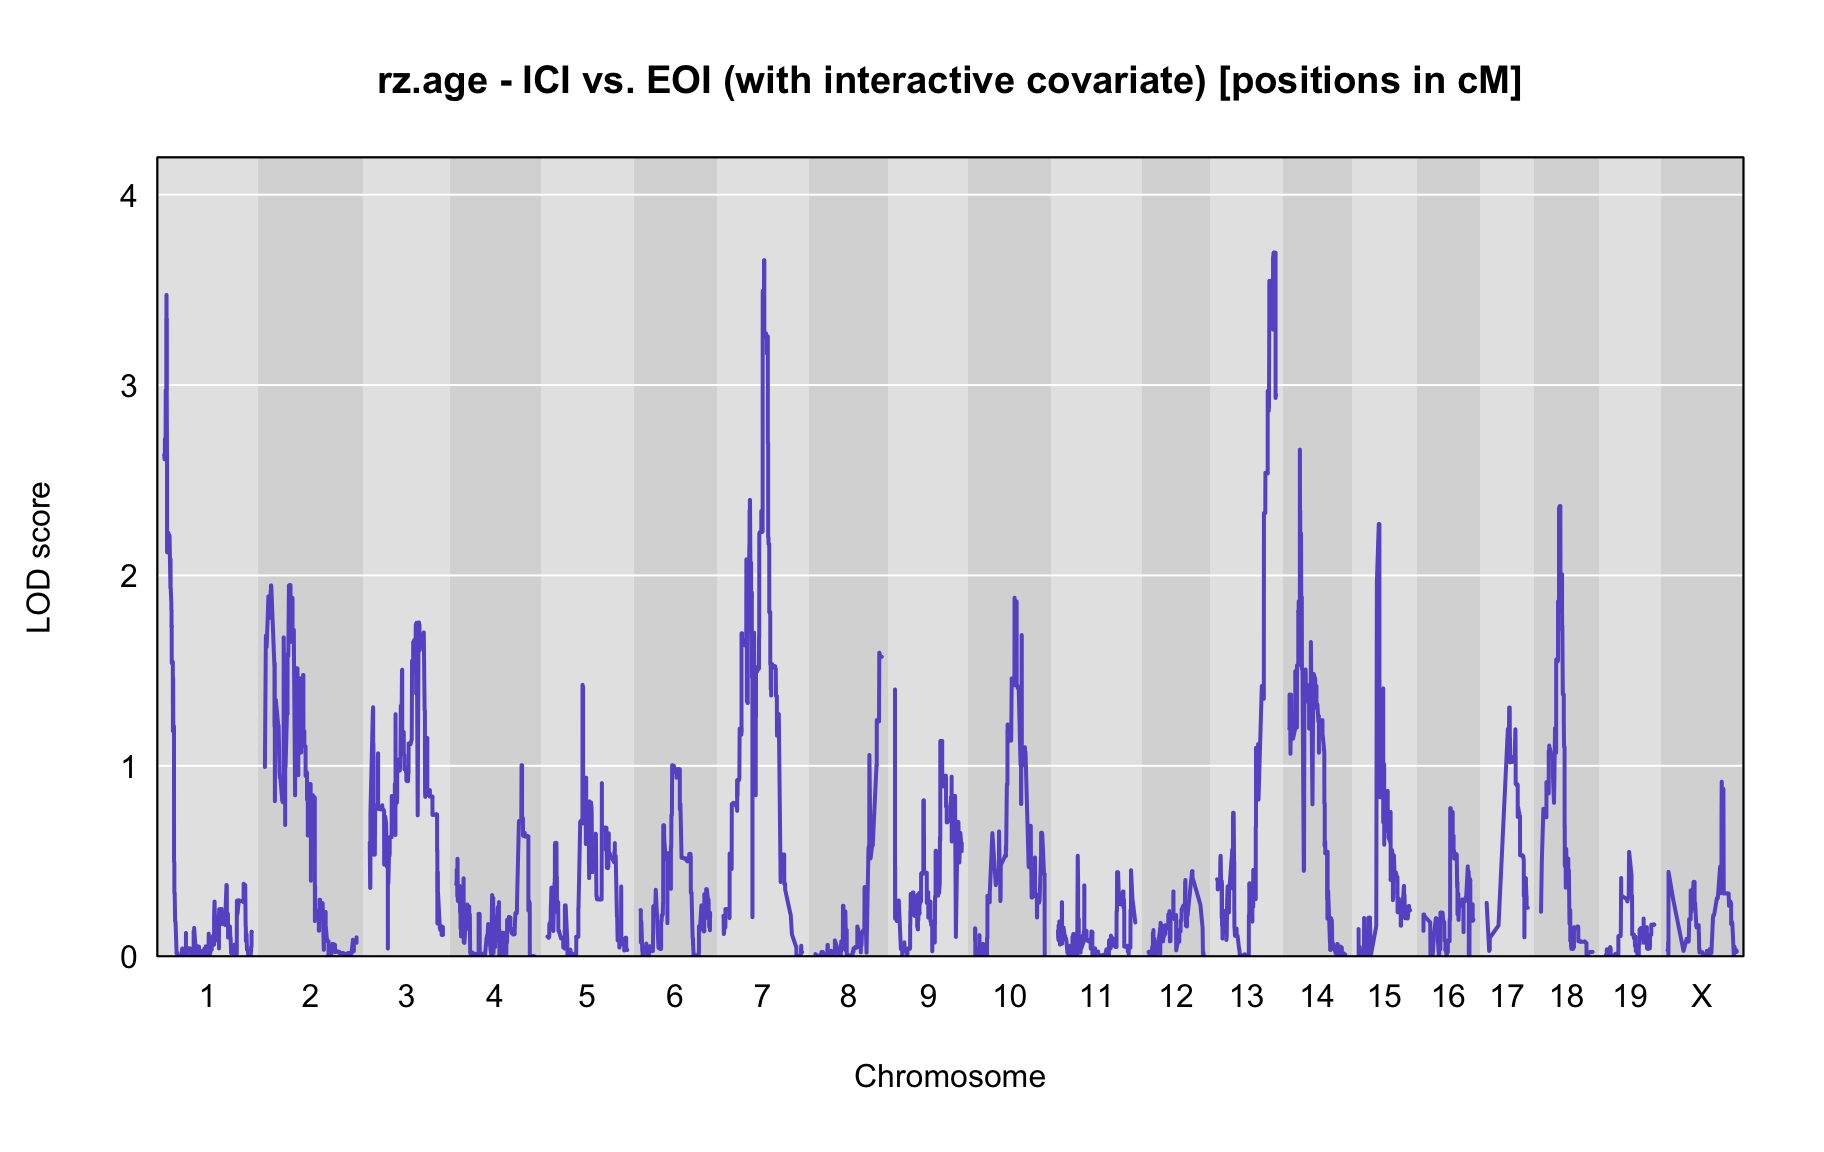 rz.age - ICI vs. EOI (with interactive covariate) [positions in cM]
4
3
2
1
0
LOD score
1 2 3 4 5 6 7 8 9 10 11 12 13 14 15 16 17 18 19 X
Chromosome